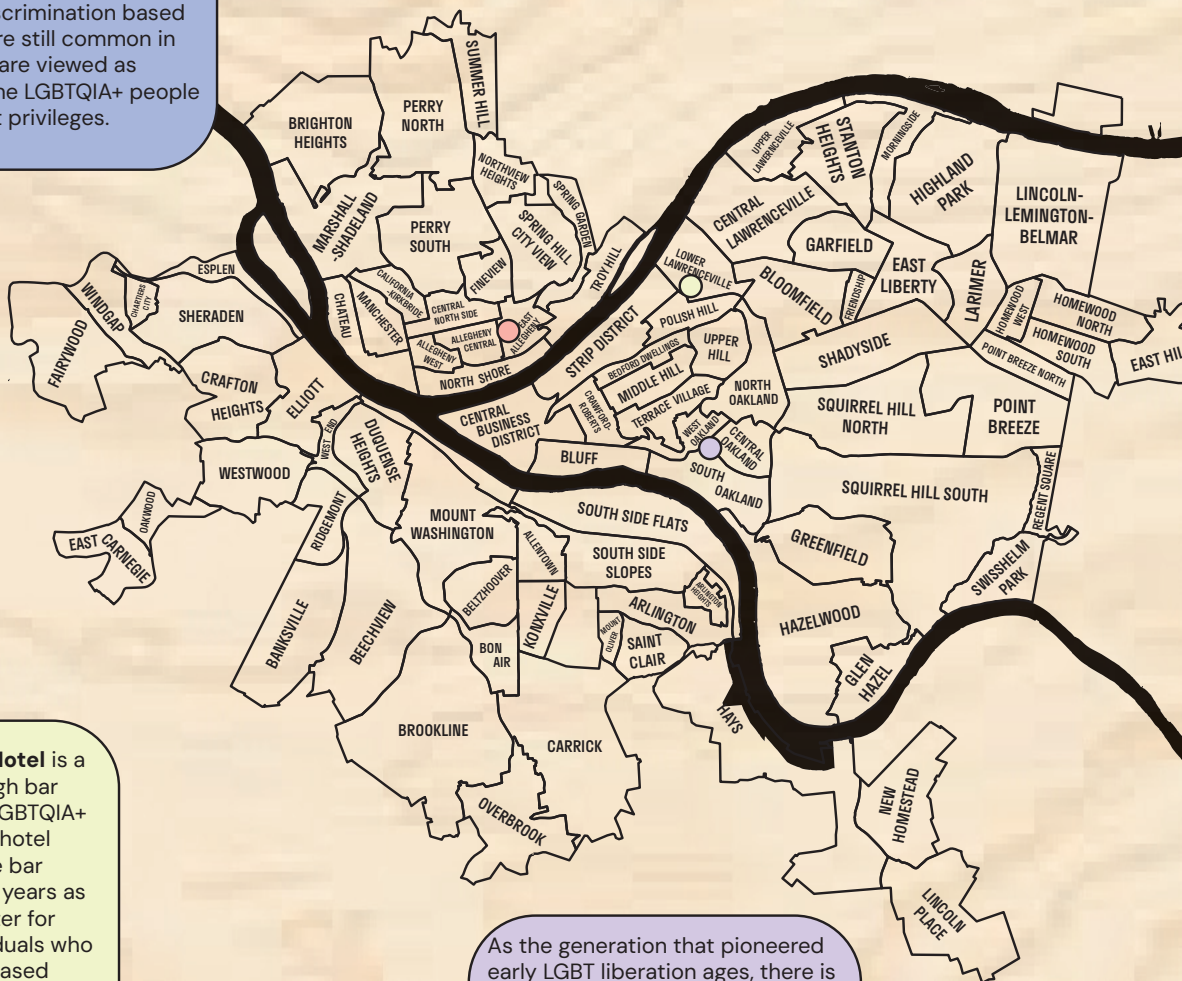 scrimination based
re still common in
are viewed as
ne LGBTQIA+ people
t privileges.
SUMMER HILL
PERRY
NORTH
BRIGHTON
HEIGHTS
NORTHVIEW
HEIGHTS
SPRING GARDEN
MARSHALL
-SHADELAND
PERRY
SOUTH
SPRING HILL
CITY VIEW
FINEVIEW
TROY HILL
ESPLEN
CALIFORNIA
-KIRKBRIDE
CHATEAU
MANCHESTER
CENTRAL
NORTH SIDE
ALLEGHENY
CENTRAL
EAST
ALLEGHENY
ALLEGHENY
WEST
NORTH SHORE
WINDGAP
CHARTIERS
CITY
SHERADEN
FAIRYWOOD
CRAFTON
HEIGHTS
ELLIOTT
WEST END
DUQUENSE
HEIGHTS
WESTWOOD
RIDGEMONT
OAKWOOD
EAST CARNEGIE
UPPER
LAWERNCEVILLE
STANTON
HEIGHTS
MORNINGSIDE
HIGHLAND
PARK
LINCOLN-
LEMINGTON-
BELMAR
CENTRAL
LAWRENCEVILLE
GARFIELD
LOWER
LAWRENCEVILLE
BLOOMFIELD
FRIENDSHIP
EAST
LIBERTY
LARIMER
HOMEWOOD
WEST
HOMEWOOD
NORTH
HOMEWOOD
SOUTH
EAST HIL
POINT BREEZE NORTH
POLISH HILL
STRIP DISTRICT
BEDFORD DWELLINGS
UPPER
HILL
MIDDLE HILL
TERRACE VILLAGE
CRAWFORD-
ROBERTS
NORTH
OAKLAND
SHADYSIDE
SQUIRREL HILL
NORTH
POINT
BREEZE
CENTRAL
BUSINESS
DISTRICT
BLUFF
WEST
OAKLAND
CENTRAL
OAKLAND
SOUTH
OAKLAND
SQUIRREL HILL SOUTH
REGENT SQUARE
SOUTH SIDE FLATS
MOUNT
WASHINGTON
ALLENTOWN
SOUTH SIDE
SLOPES
GREENFIELD
SWISSHELM
PARK
BELTZHOOVER
KONXVILLE
ARLINGTON
HEIGHTS
ARLINGTON
MOUNT
OLIVER
SAINT
CLAIR
HAZELWOOD
BANKSVILLE
BEECHVIEW
BON
AIR
GLEN
HAZEL
HAYS
BROOKLINE
CARRICK
OVERBROOK
NEW
HOMESTEAD
LINCOLN
PLACE
Hotel is a
gh bar
LGBTQIA+
hotel
e bar
years as
ter for
duals who
ased
As the generation that pioneered
early LGBT liberation ages, there is